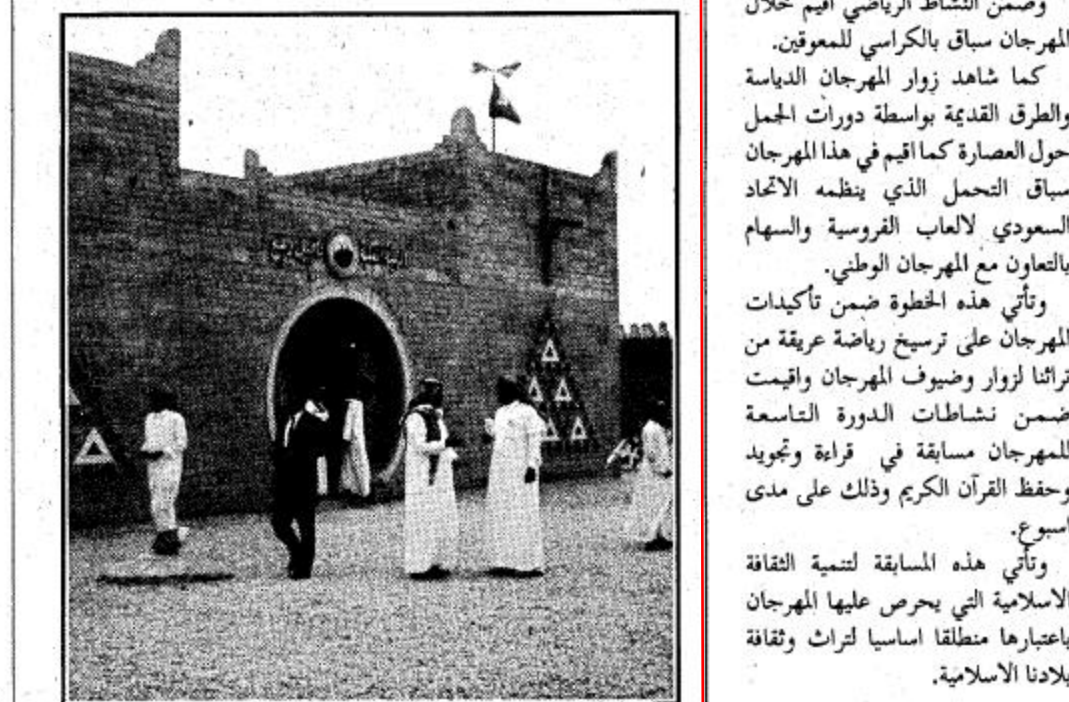 وضمن النشاط الرياضي اقيم خلال
المهرجان سباق بالكراسي للمعوقين.
كما شاهد زوار المهرجان الدياسة
والطرق القديمة بواسطة دورات الجمل
حول العصارة كما اقيم في هذا المهرجان
سباق التحمل الذي ينظمه الاتحاد
السعودي لالعاب الفروسية والسهام
بالتعاون مع المهرجان الوطني.
وتأتي هذه الخطوة ضمن تأكيدات
المهرجان على ترسيخ رياضة عريقة من
تراثنا لزوار وضيوف المهرجان واقيمت
ضمن نشاطات الدورة التاسعة
للمهرجان مسابقة في قراءة وتجويد
وحفظ القرآن الكريم وذلك على مدى
اسبوع.
وتأتي هذه المسابقة لتنمية الثقافة
الاسلامية التي يحرص عليها المهرجان
باعتبارها منطلقا اساسيا لتراث وثقافة
بلادنا الاسلامية.